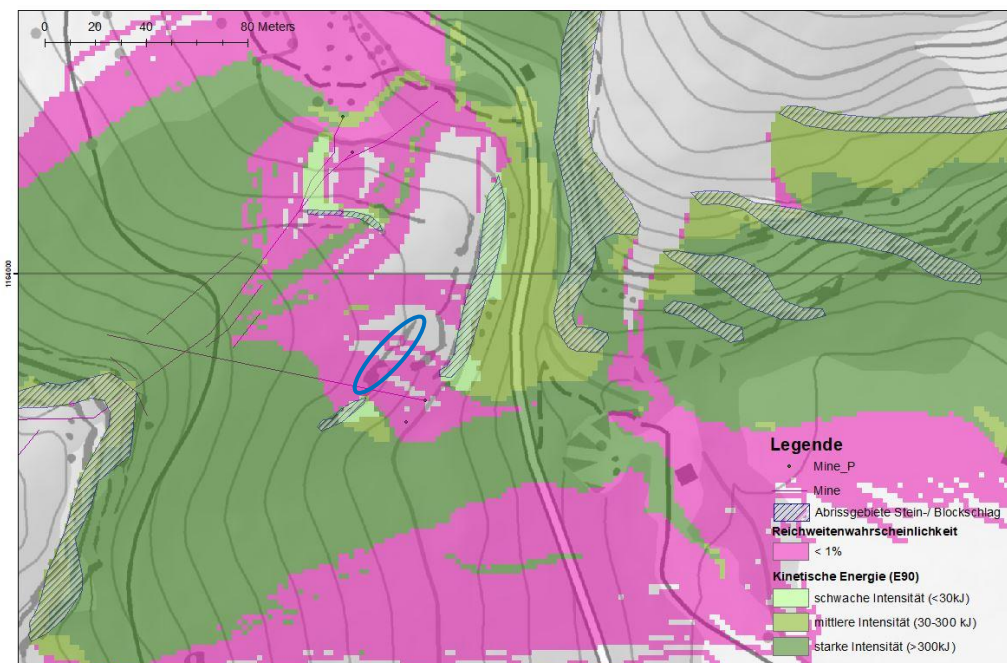 0 20 40 80 Meters
1164000
Legende
Mine_P
Mine
Abrissgebiete Stein-/ Blockschlag
Reichweitenwahrscheinlichkeit
< 1%
Kinetische Energie (E90)
schwache Intensität (<30kJ)
mittlere Intensität (30-300 kJ)
starke Intensität (>300kJ)